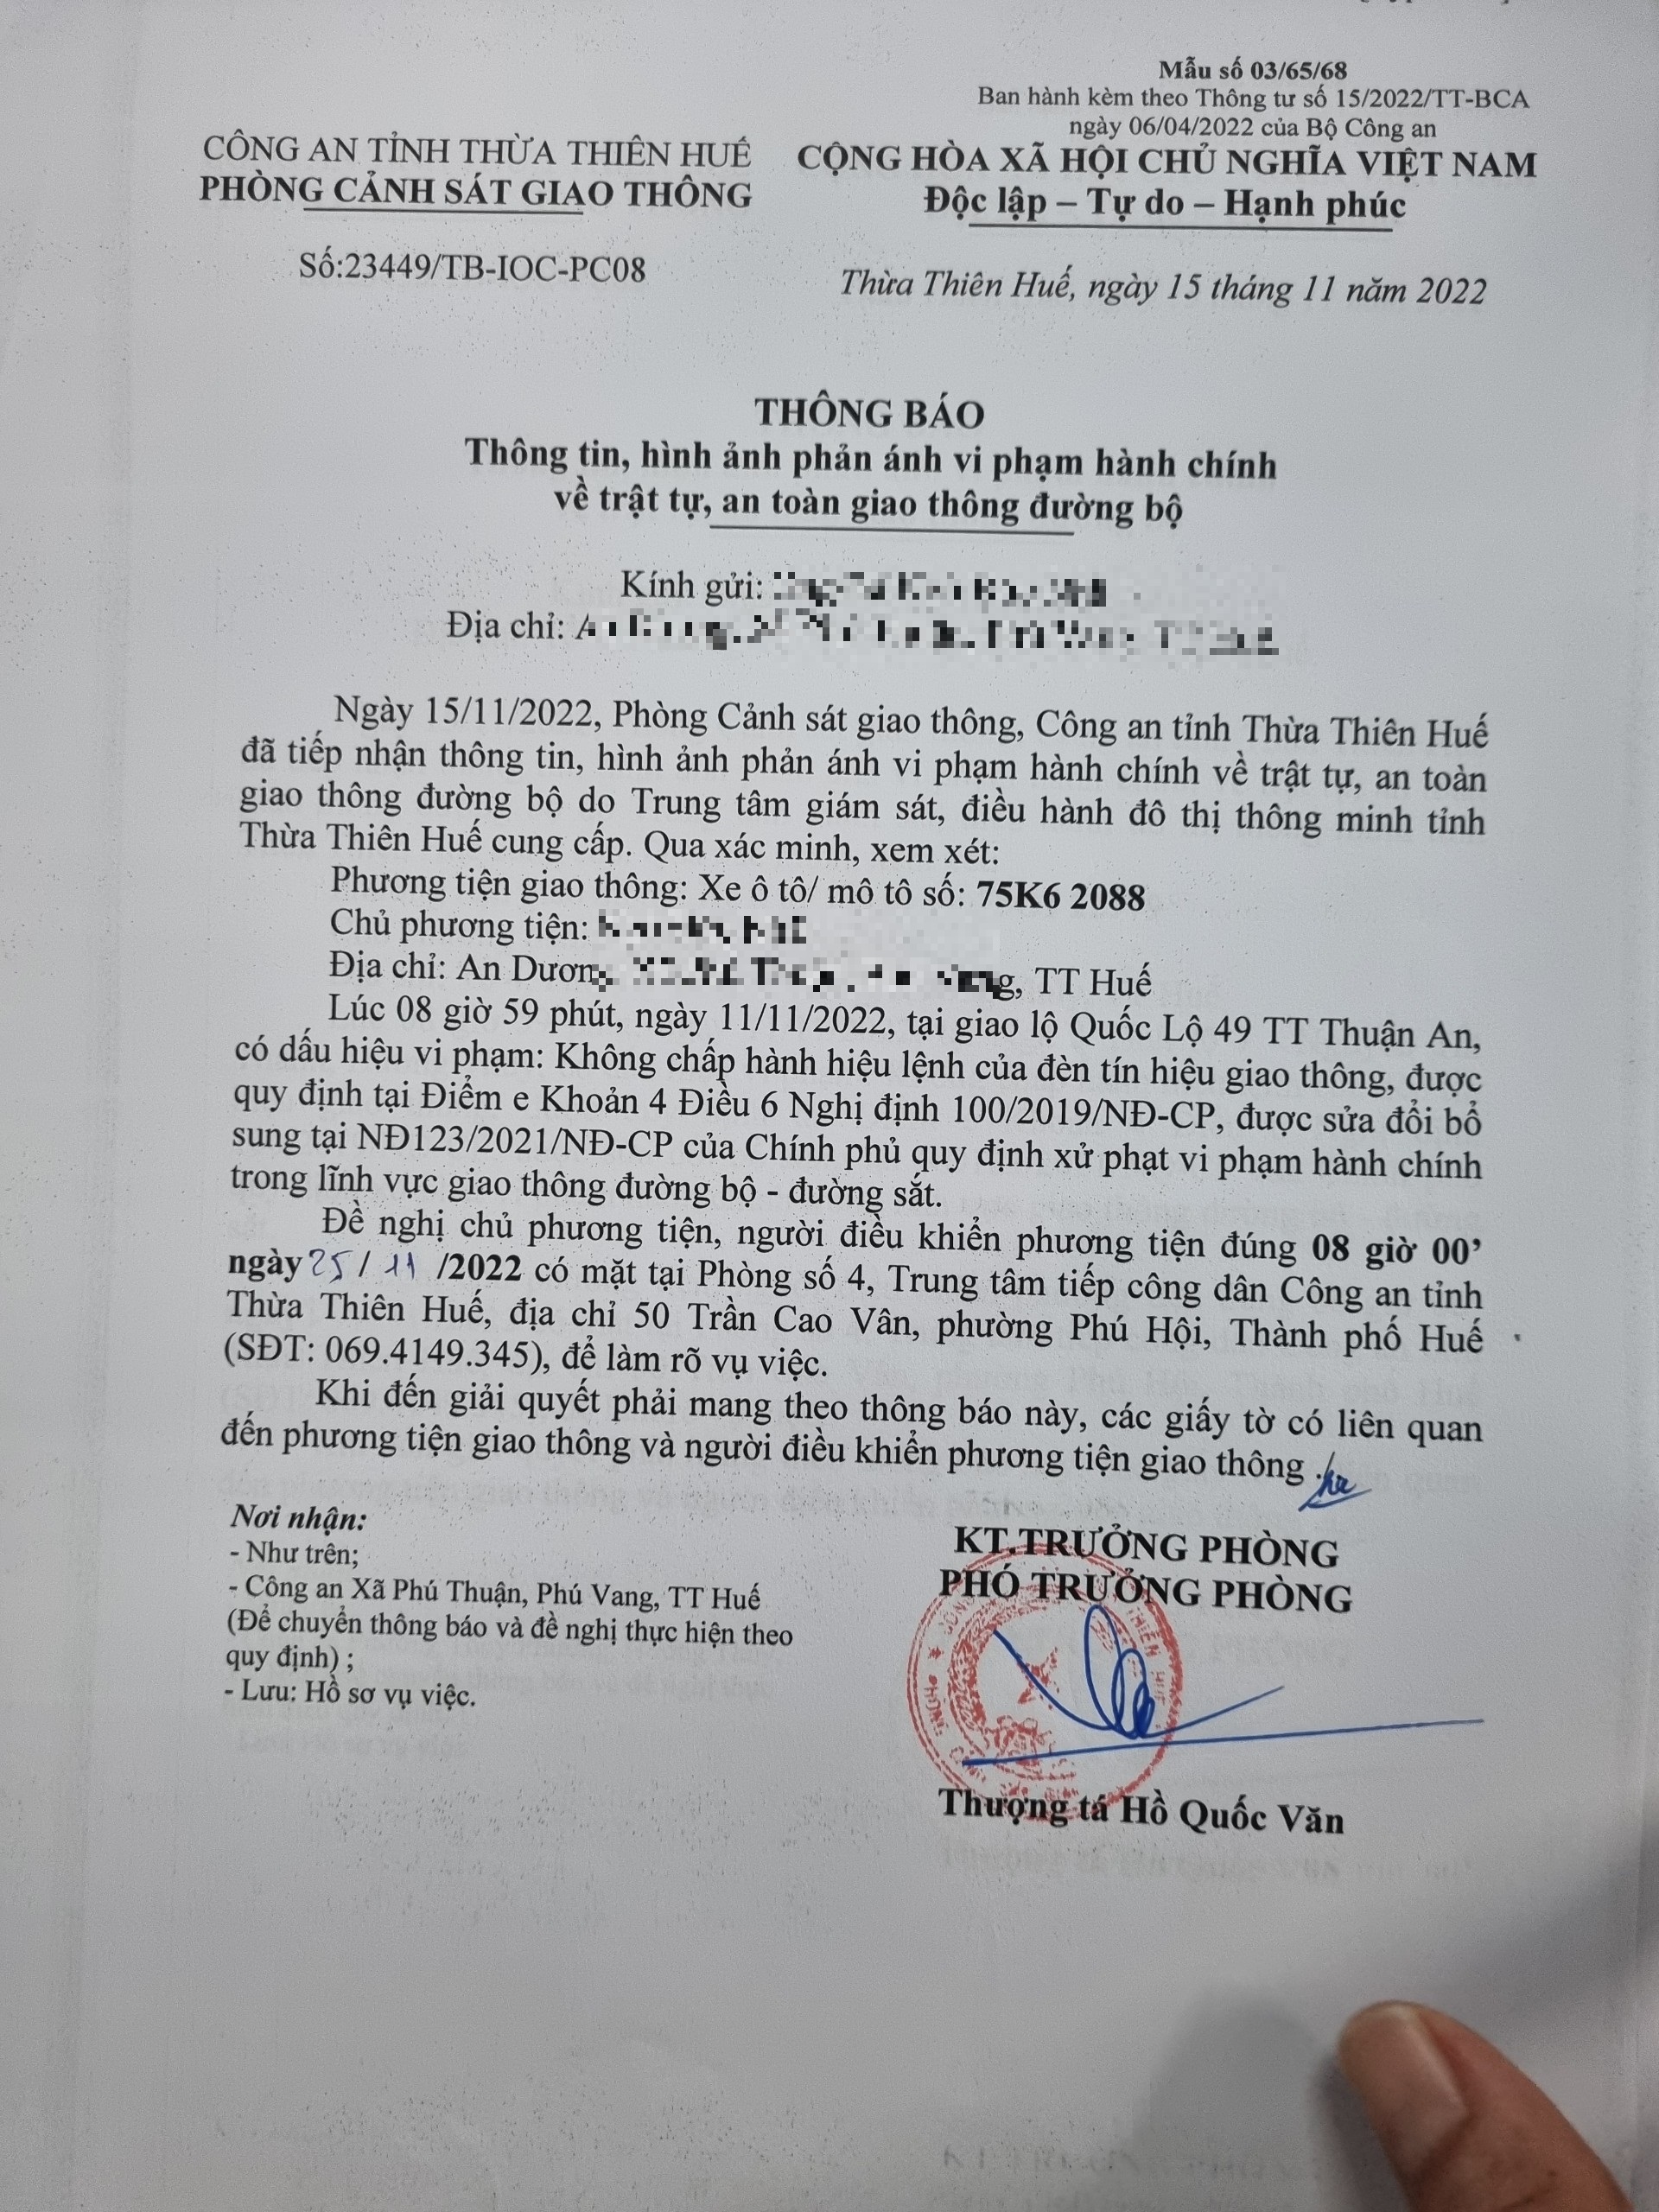 Mẫu số 03/65/68
Ban hành kèm theo Thông tư số 15/2022/TT-BCA
ngày 06/04/2022 của Bộ Công an
CÔNG AN TỈNH THỪA THIÊN HUẾ
PHÒNG CẢNH SÁT GIAO THÔNG
CỘNG HÒA XÃ HỘI CHỦ NGHĨA VIỆT NAM
Độc lập – Tự do – Hạnh phúc
Số:23449/TB-IOC-PC08
Thừa Thiên Huế, ngày 15 tháng 11 năm 2022
THÔNG BÁO
Thông tin, hình ảnh phản ánh vi phạm hành chính
về trật tự, an toàn giao thông đường bộ
Kính gửi:
Địa chỉ:
Ngày 15/11/2022, Phòng Cảnh sát giao thông, Công an tỉnh Thừa Thiên Huế
đã tiếp nhận thông tin, hình ảnh phản ánh vi phạm hành chính về trật tự, an toàn
giao thông đường bộ do Trung tâm giám sát, điều hành đô thị thông minh tỉnh
Thừa Thiên Huế cung cấp. Qua xác minh, xem xét:
Phương tiện giao thông: Xe ô tô/ mô tô số: 75K6 2088
Chủ phương tiện:
Địa chỉ: An TT Huế
Lúc 08 giờ 59 phút, ngày 11/11/2022, tại giao lộ Quốc Lộ 49 TT Thuận An,
có dấu hiệu vi phạm: Không chấp hành hiệu lệnh của đèn tín hiệu giao thông, được
quy định tại Điểm e Khoản 4 Điều 6 Nghị định 100/2019/NĐ-CP, được sửa đổi bổ
sung tại NĐ123/2021/NĐ-CP của Chính phủ quy định xử phạt vi phạm hành chính
trong lĩnh vực giao thông đường bộ - đường sắt.
Đề nghị chủ phương tiện, người điều khiển phương tiện đúng 08 giờ 00’
ngày 25 / 11 /2022 có mặt tại Phòng số 4, Trung tâm tiếp công dân Công an tỉnh
Thừa Thiên Huế, địa chỉ 50 Trần Cao Vân, phường Phú Hội, Thành phố Huế
(SĐT: 069.4149.345), để làm rõ vụ việc.
Khi đến giải quyết phải mang theo thông báo này, các giấy tờ có liên quan
đến phương tiện giao thông và người điều khiển phương tiện giao thông .
Nơi nhận:
- Như trên;
- Công an Xã Phú Thuận, Phú Vang, TT Huế
(Để chuyển thông báo và đề nghị thực hiện theo
quy định) ;
- Lưu: Hồ sơ vụ việc.
KT.TRƯỞNG PHÒNG
PHÓ TRƯỞNG PHÒNG
Thượng tá Hồ Quốc Văn